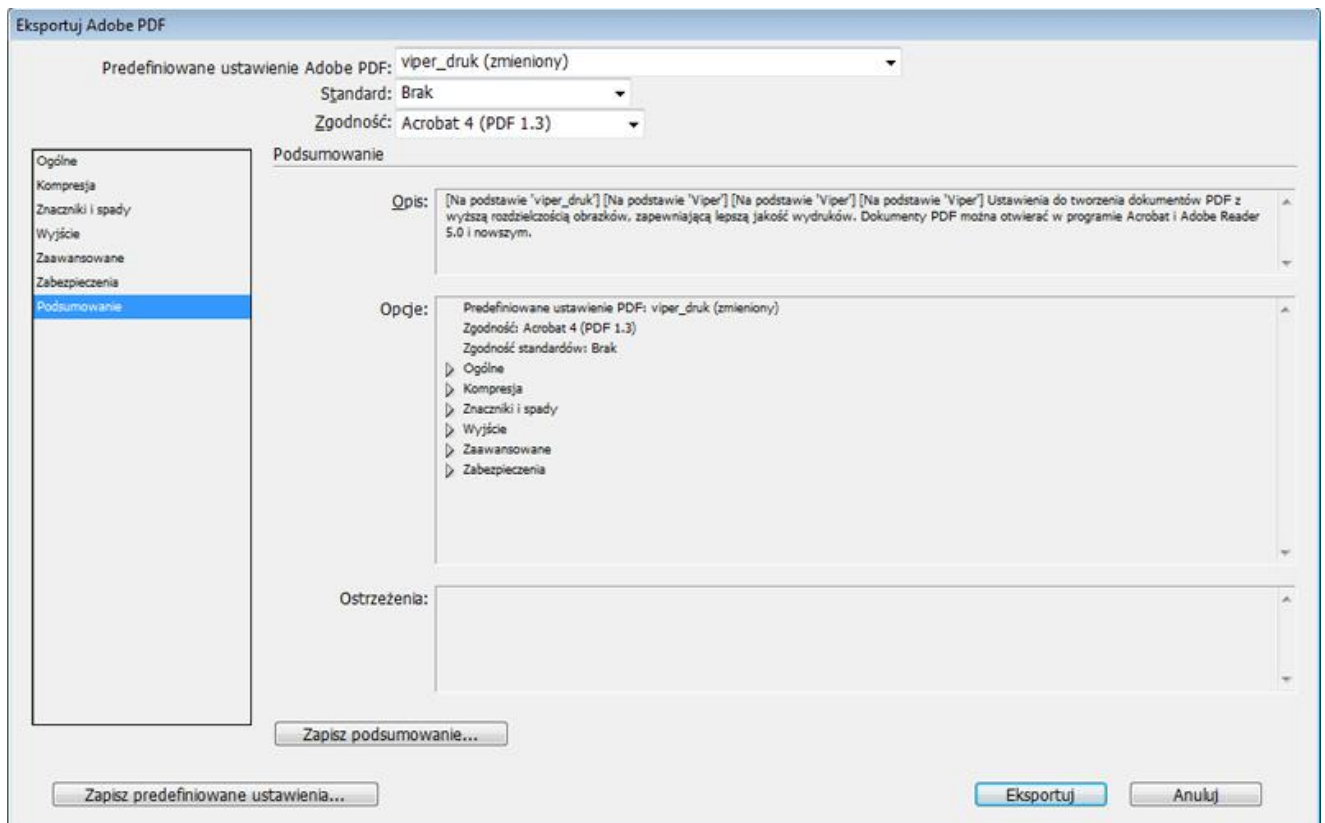 Eksportuj Adobe PDF
Predefiniowane ustawienie Adobe PDF: viper_druk (zmieniony)
Standard: Brak
Zgodność: Acrobat 4 (PDF 1.3)
Ogólne
Kompresja
Znaczniki i spady
Wyjście
Zaawansowane
Zabezpieczenia
Podsumowanie
Podsumowanie
Opis: [Na podstawie 'viper_druk'] [Na podstawie 'Viper'] [Na podstawie 'Viper'] [Na podstawie 'Viper'] Ustawienia do tworzenia dokumentów PDF z
wyższą rozdzielczością obrazków, zapewniającą lepszą jakość wydruków. Dokumenty PDF można otwierać w programie Acrobat i Adobe Reader
5.0 i nowszym.
Opcje: Predefiniowane ustawienie PDF: viper_druk (zmieniony)
Zgodność: Acrobat 4 (PDF 1.3)
Zgodność standardów: Brak
Ogólne
Kompresja
Znaczniki i spady
Wyjście
Zaawansowane
Zabezpieczenia
Ostrzeżenia:
Zapisz podsumowanie...
Zapisz predefiniowane ustawienia...
Eksportuj
Anuluj